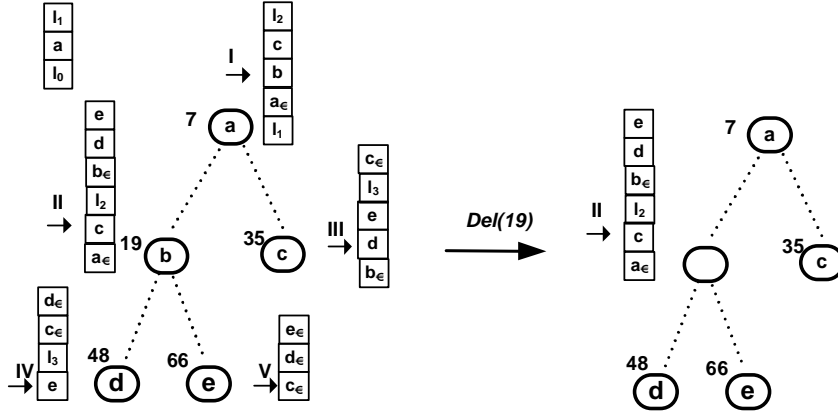 l₁
a
l₀
I
l₂
c
b
a∈
l₁
7
a
II
e
d
b∈
l₂
c
a∈
19
b
35
c
III
c∈
l₃
e
d
b∈
IV
d∈
c∈
l₃
e
48
d
66
e
V
e∈
d∈
c∈
Del(19)
II
e
d
b∈
l₂
c
a∈
7
a
35
c
48
d
66
e